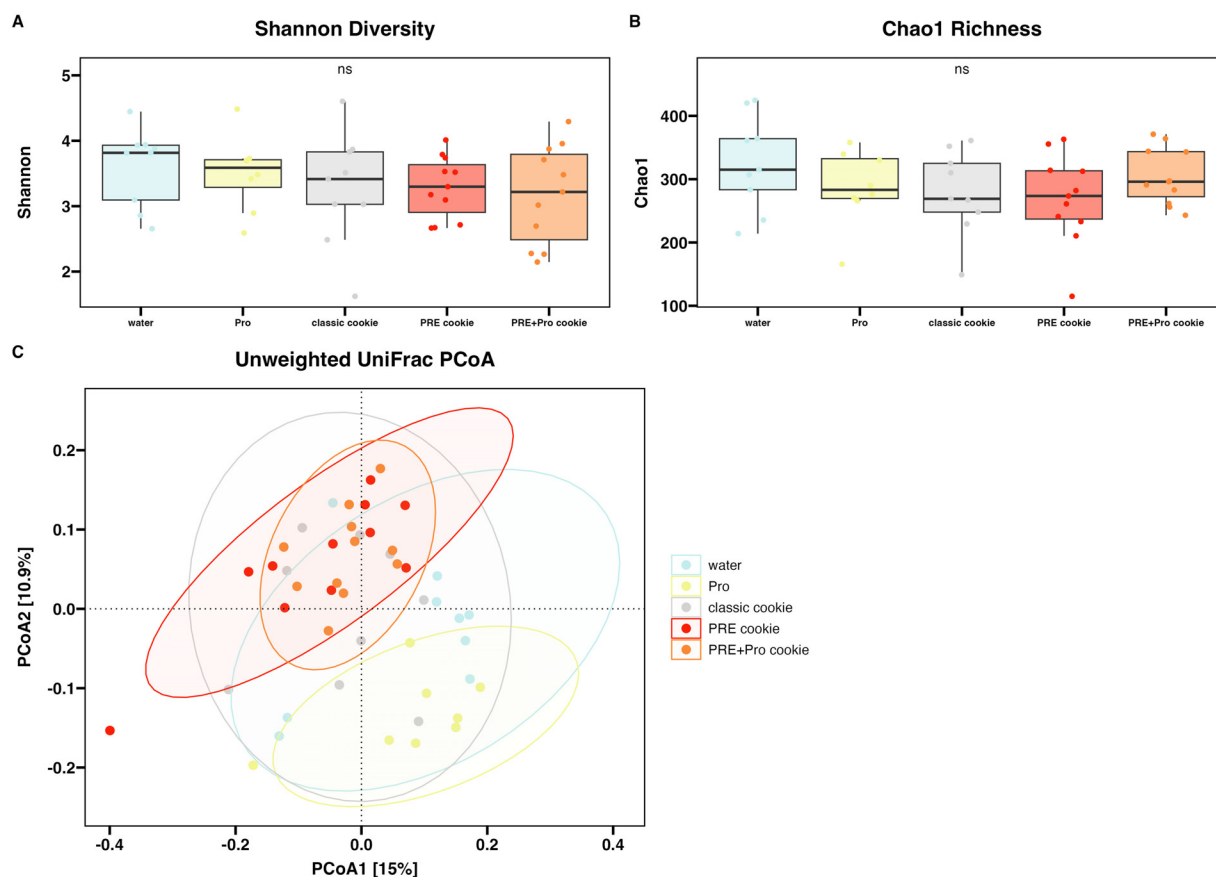 A
Shannon Diversity
ns
5
4
3
2
Shannon
water
Pro
classic cookie
PRE cookie
PRE+Pro cookie
B
Chao1 Richness
ns
400
300
200
100
Chao1
water
Pro
classic cookie
PRE cookie
PRE+Pro cookie
C
Unweighted UniFrac PCoA
0.2
0.1
0.0
-0.1
-0.2
PCoA2 [10.9%]
-0.4
-0.2
0.0
0.2
0.4
PCoA1 [15%]
water
Pro
classic cookie
PRE cookie
PRE+Pro cookie